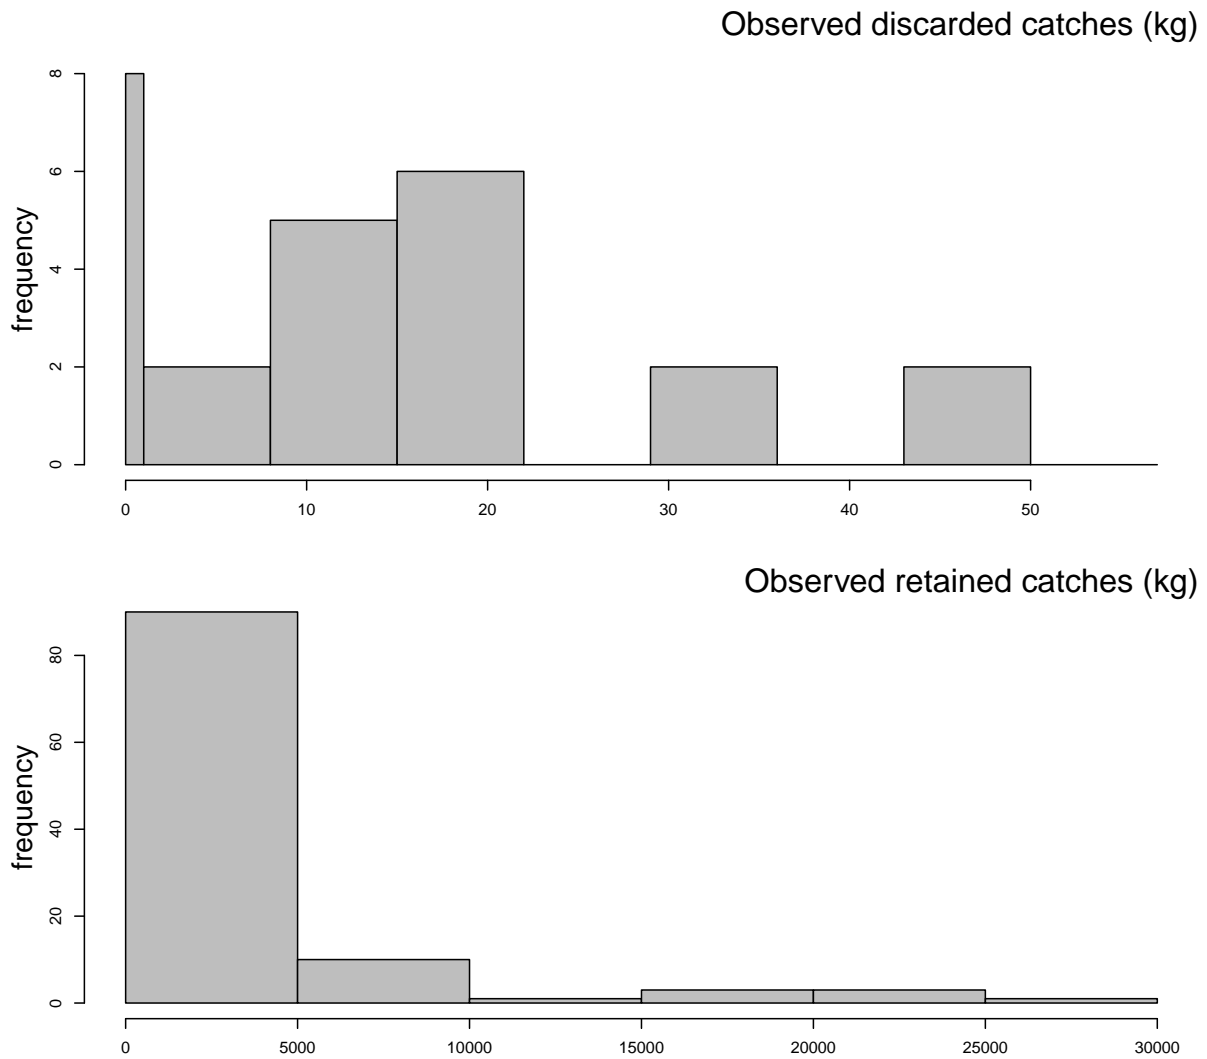 Observed discarded catches (kg)
frequency
8
6
4
2
0
0 10 20 30 40 50
Observed retained catches (kg)
frequency
80
60
40
20
0
0 5000 10000 15000 20000 25000 30000